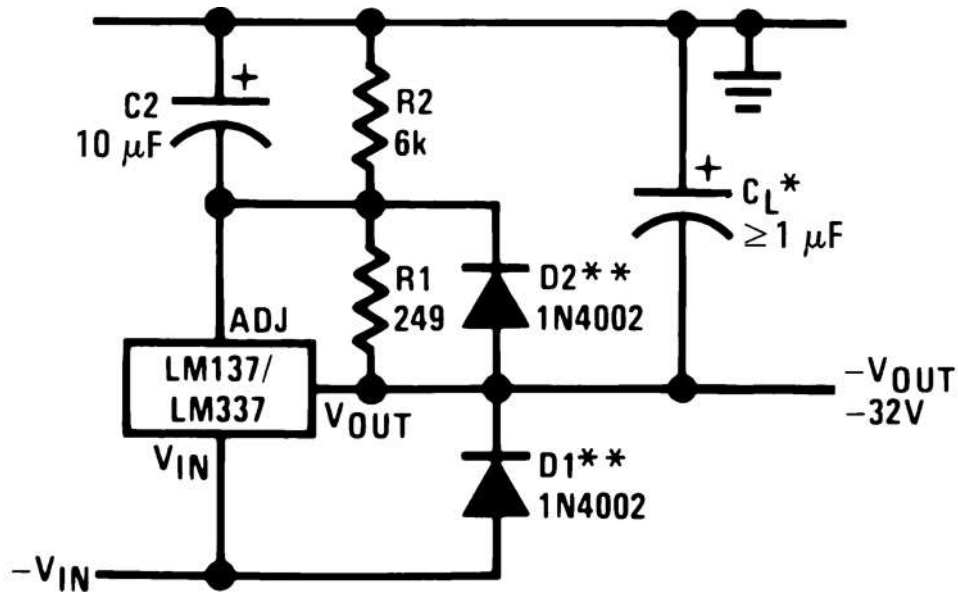 C2
10 μF
+
R2
6k
+
C_L*
≥1 μF
R1
249
D2**
1N4002
ADJ
LM137/
LM337
V_OUT
-V_OUT
-32V
V_IN
D1**
1N4002
-V_IN